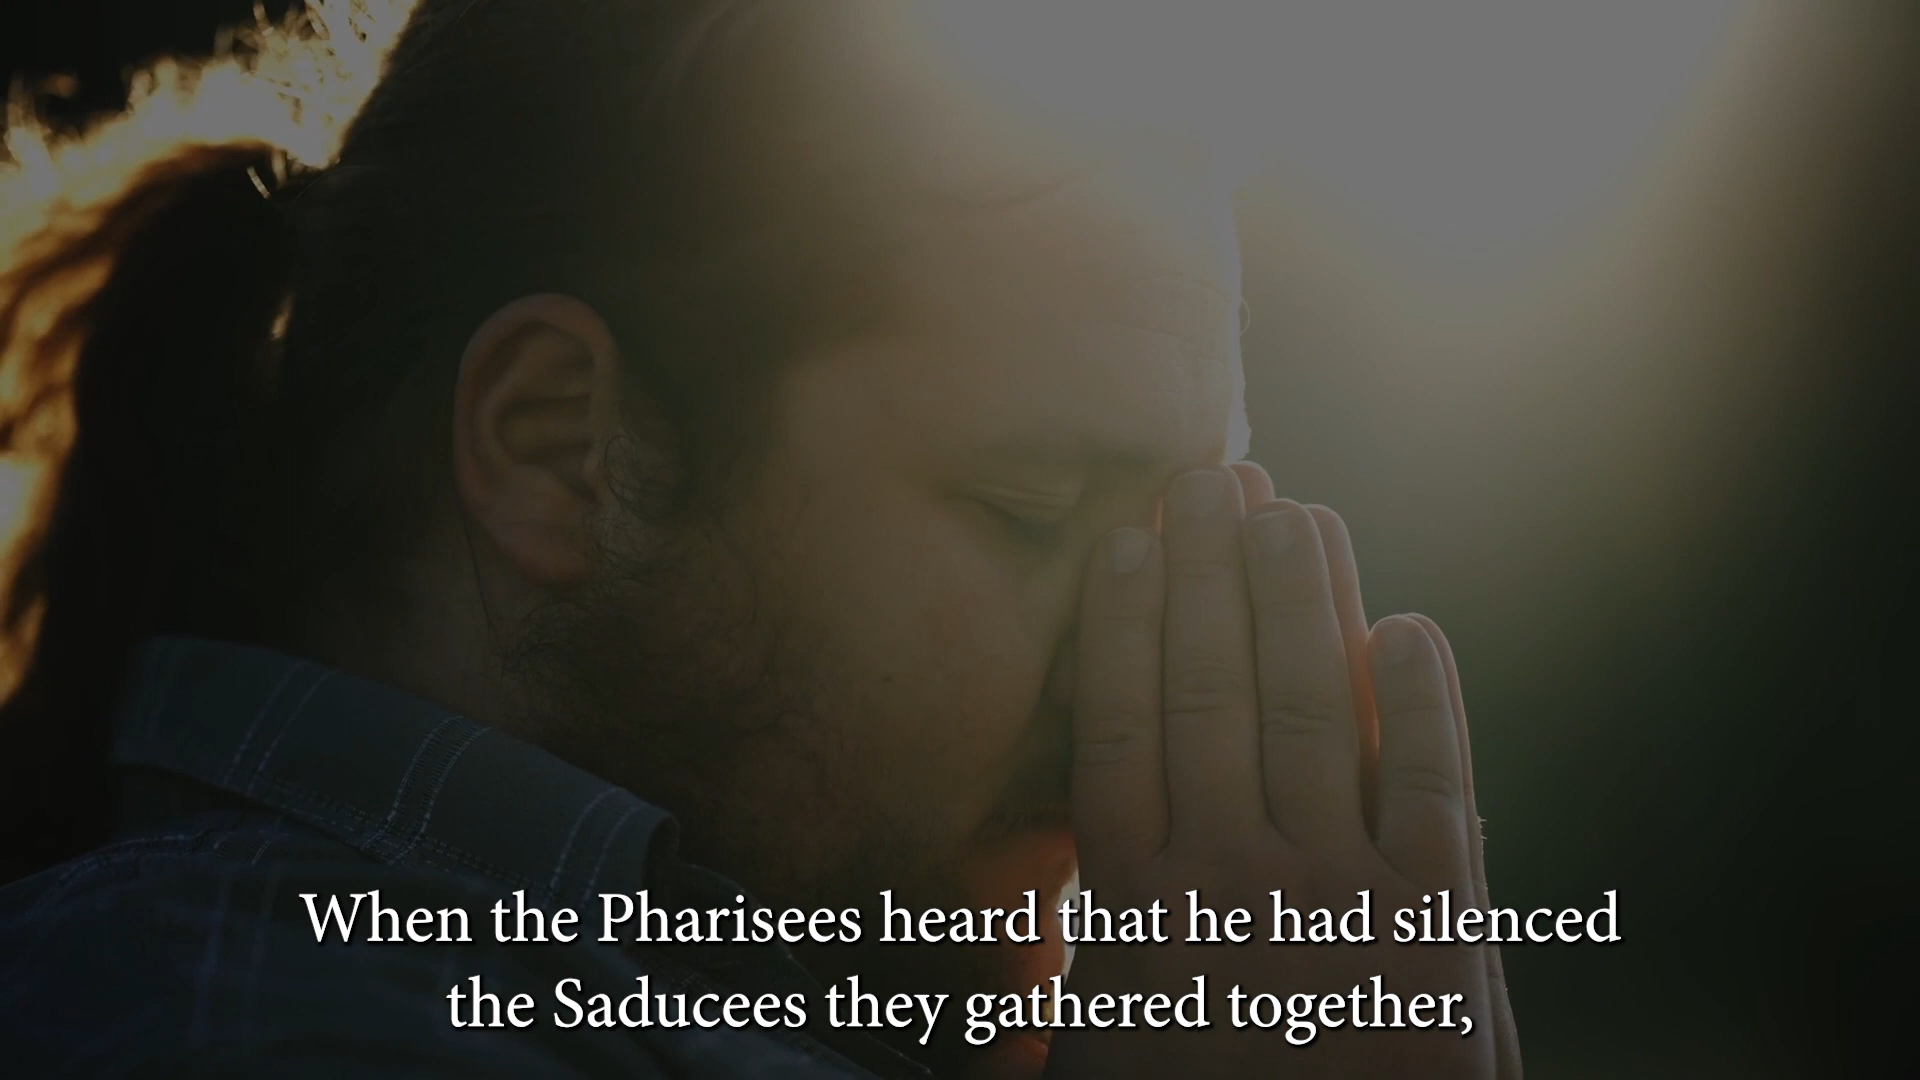 When the Pharisees heard that he had silenced
the Saducees they gathered together,